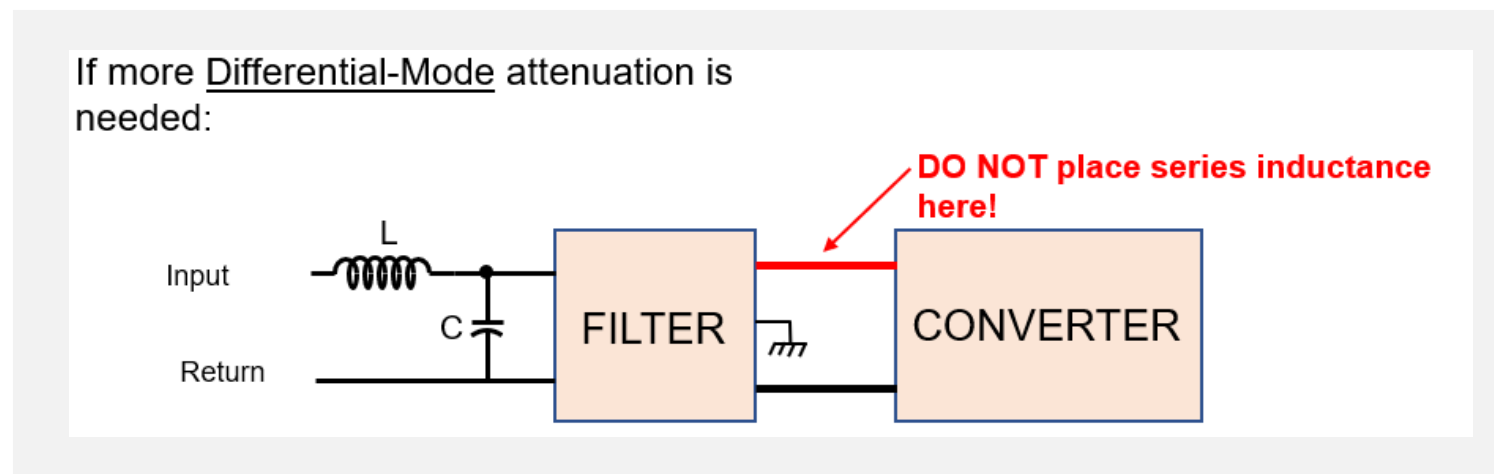 If more Differential-Mode attenuation is
needed:
DO NOT place series inductance
here!
L
Input
C
FILTER
CONVERTER
Return